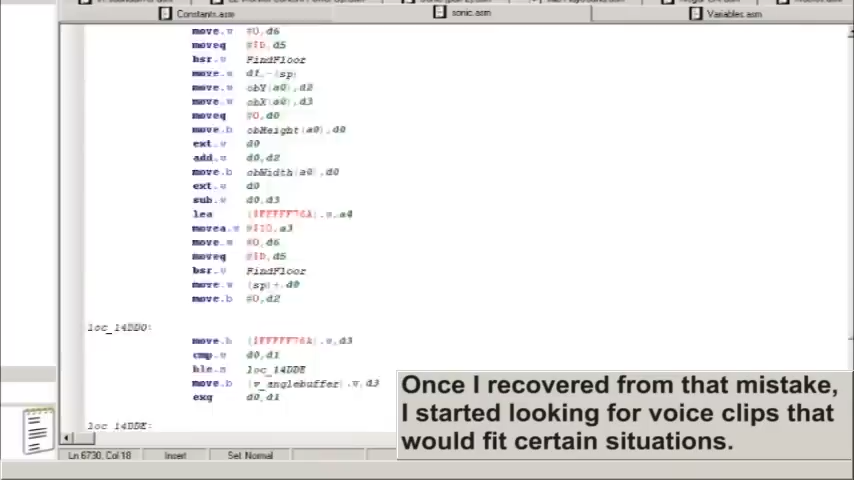 Constants.asm sonic.asm Variables.asm
move.w #0,d6
moveq #$D,d5
bsr.w FindFloor
move.w d1,-(sp)
move.w obY(a0),d2
move.w obX(a0),d3
moveq #0,d0
move.b obHeight(a0),d0
ext.w d0
add.w d0,d2
move.b obWidth(a0),d0
ext.w d0
sub.w d0,d3
lea ($FFFFF76A).w,a4
movea.w #$10,a3
move.w #0,d6
moveq #$D,d5
bsr.w FindFloor
move.w (sp)+,d0
move.b #0,d2
loc_14DD0:
move.b ($FFFFF76A).w,d3
cmp.w d0,d1
ble.s loc_14DDE
move.b (v_anglebuffer).w,d3
exg d0,d1
loc_14DDE:
Ln 6730, Col 18 Insert Sel: Normal
Once I recovered from that mistake,
I started looking for voice clips that
would fit certain situations.